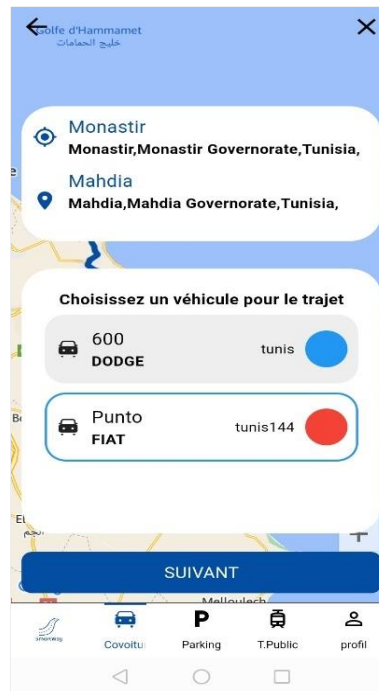 Golfe d'Hammamet
خليج الحمامات
Monastir
Monastir,Monastir Governorate,Tunisia,
Mahdia
Mahdia,Mahdia Governorate,Tunisia,
Choisissez un véhicule pour le trajet
600
DODGE
tunis
Punto
FIAT
tunis144
SUIVANT
Melloulech
Covoitu
P
Parking
T.Public
profil